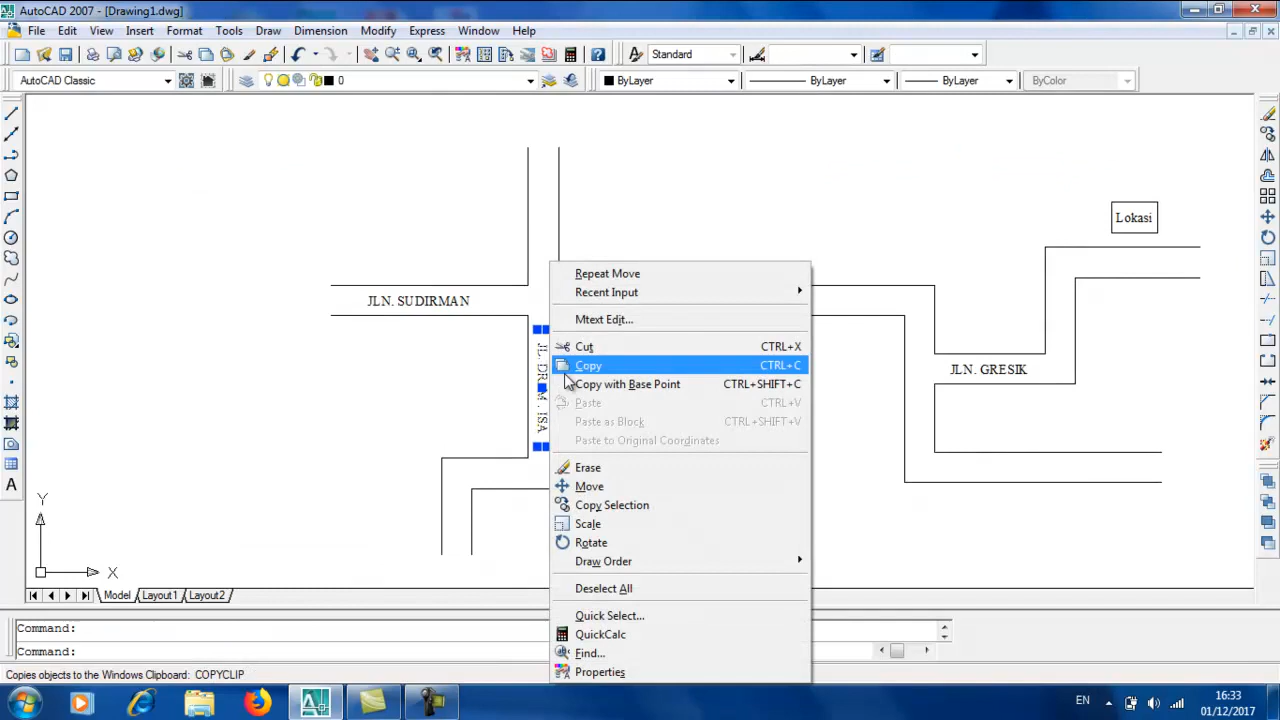 AutoCAD 2007 - [Drawing1.dwg]
File Edit View Insert Format Tools Draw Dimension Modify Express Window Help
Standard
AutoCAD Classic 0 ByLayer ByLayer ByLayer ByColor
Lokasi
JLN. SUDIRMAN
JLN. GRESIK
Repeat Move
Recent Input
Mtext Edit...
Cut CTRL+X
Copy CTRL+C
Copy with Base Point CTRL+SHIFT+C
Paste CTRL+V
Paste as Block CTRL+SHIFT+V
Paste to Original Coordinates
Erase
Move
Copy Selection
Scale
Rotate
Draw Order
Deselect All
Quick Select...
QuickCalc
Find...
Properties
M. ISA
Y
X
A
Model Layout1 Layout2
Command:
Command:
Copies objects to the Windows Clipboard: COPYCLIP
EN
16:33
01/12/2017